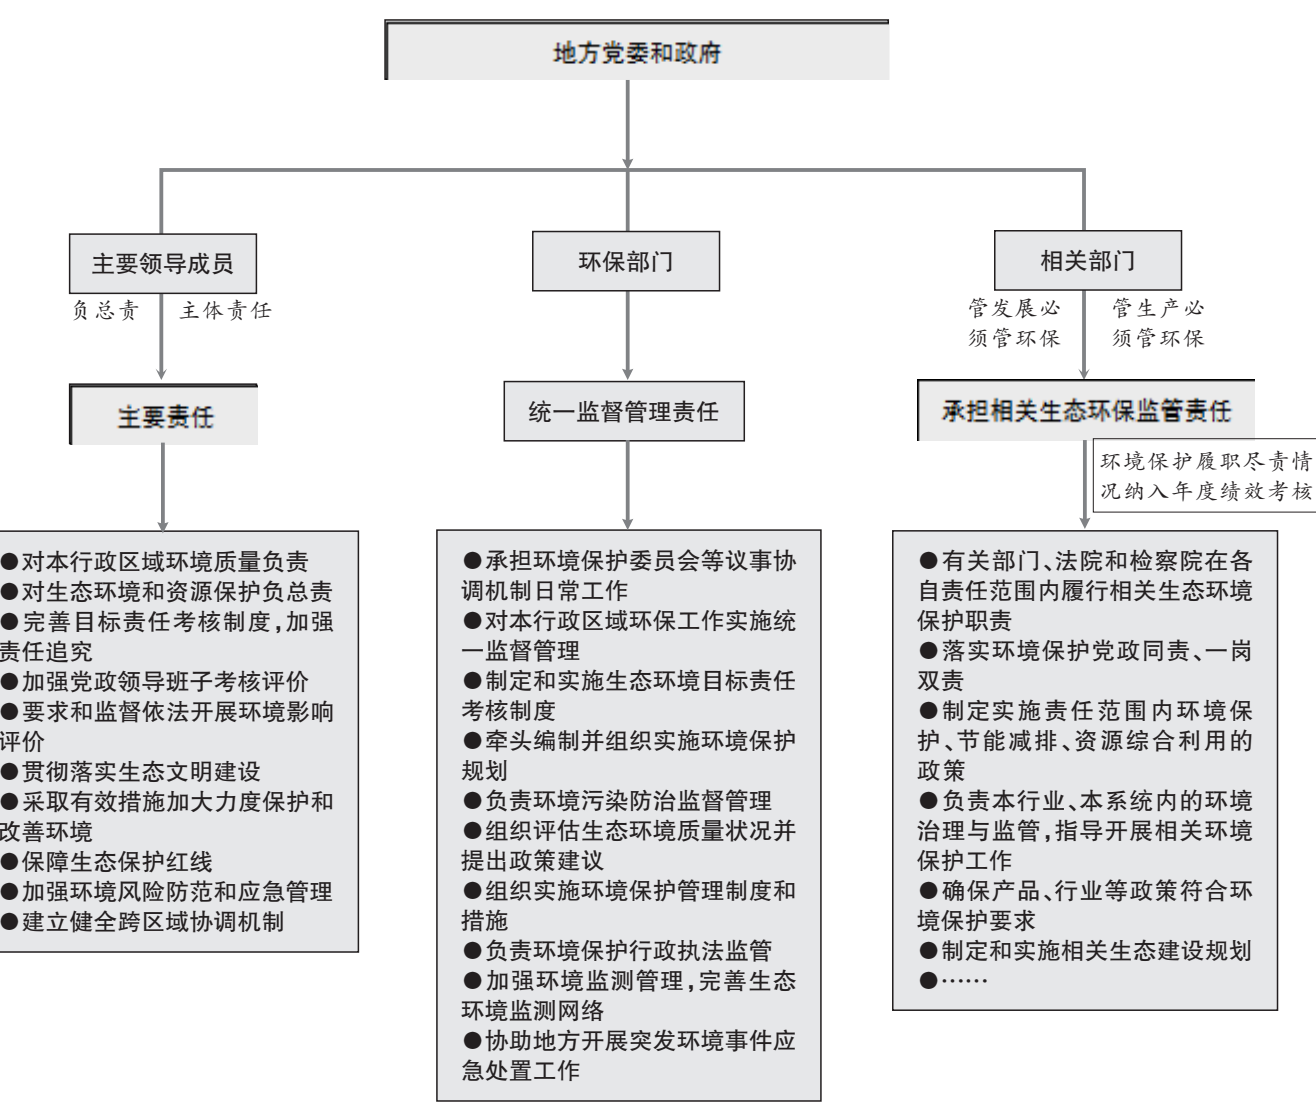 地方党委和政府
主要领导成员
负总责
主体责任
主要责任
●对本行政区域环境质量负责
●对生态环境和资源保护负总责
●完善目标责任考核制度,加强
责任追究
●加强党政领导班子考核评价
●要求和监督依法开展环境影响
评价
●贯彻落实生态文明建设
●采取有效措施加大力度保护和
改善环境
●保障生态保护红线
●加强环境风险防范和应急管理
●建立健全跨区域协调机制
环保部门
统一监督管理责任
●承担环境保护委员会等议事协
调机制日常工作
●对本行政区域环保工作实施统
一监督管理
●制定和实施生态环境目标责任
考核制度
●牵头编制并组织实施环境保护
规划
●负责环境污染防治监督管理
●组织评估生态环境质量状况并
提出政策建议
●组织实施环境保护管理制度和
措施
●负责环境保护行政执法监管
●加强环境监测管理,完善生态
环境监测网络
●协助地方开展突发环境事件应
急处置工作
相关部门
管发展必
须管环保
管生产必
须管环保
承担相关生态环保监管责任
环境保护履职尽责情
况纳入年度绩效考核
●有关部门、法院和检察院在各
自责任范围内履行相关生态环境
保护职责
●落实环境保护党政同责、一岗
双责
●制定实施责任范围内环境保
护、节能减排、资源综合利用的
政策
●负责本行业、本系统内的环境
治理与监管,指导开展相关环境
保护工作
●确保产品、行业等政策符合环
境保护要求
●制定和实施相关生态建设规划
●……